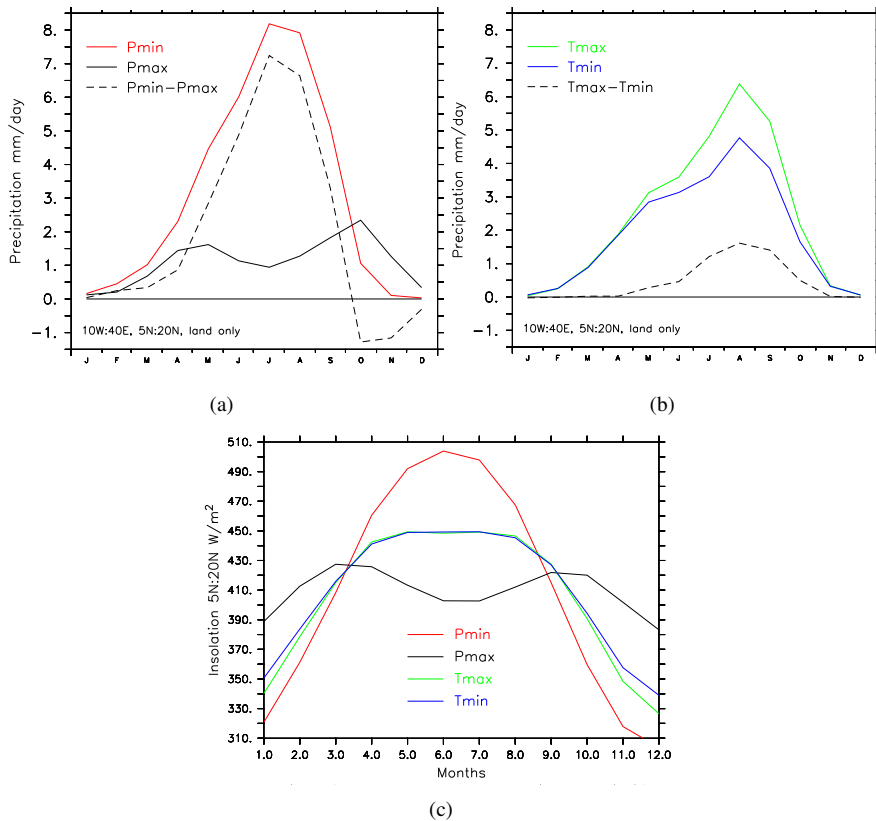 8.
7.
6.
5.
4.
3.
2.
1.
0.
−1.
Precipitation mm/day
Pmin
Pmax
Pmin−Pmax
10W:40E, 5N:20N, land only
J F M A M J J A S O N D
(a)
8.
7.
6.
5.
4.
3.
2.
1.
0.
−1.
Precipitation mm/day
Tmax
Tmin
Tmax−Tmin
10W:40E, 5N:20N, land only
J F M A M J J A S O N D
(b)
510.
490.
470.
450.
430.
410.
390.
370.
350.
330.
310.
Insolation 5N:20N W/m²
Pmin
Pmax
Tmax
Tmin
1.0 2.0 3.0 4.0 5.0 6.0 7.0 8.0 9.0 10.0 11.0 12.0
Months
(c)